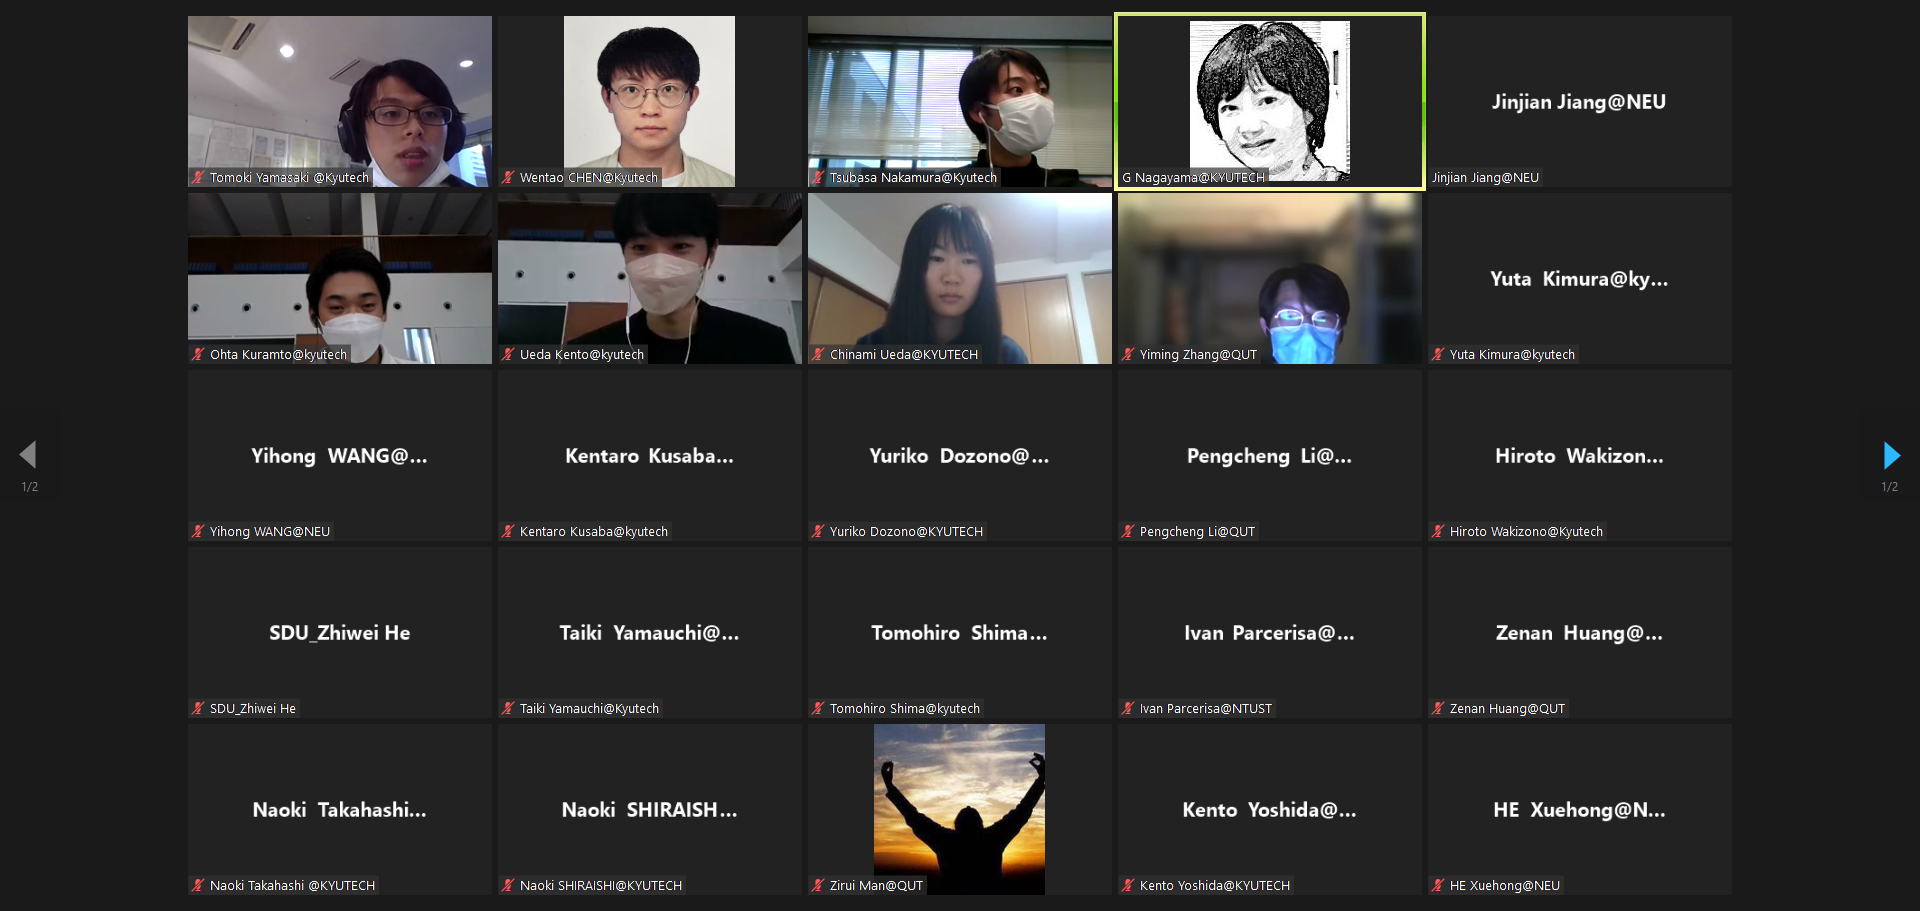 Tomoki Yamasaki @Kyutech
Wentao CHEN@Kyutech
Tsubasa Nakamura@Kyutech
G Nagayama@KYUTECH
Jinjian Jiang@NEU
Jinjian Jiang@NEU
Ohta Kuramto@kyutech
Ueda Kento@kyutech
Chinami Ueda@KYUTECH
Yiming Zhang@QUT
Yuta Kimura@ky...
Yuta Kimura@kyutech
Yihong WANG@...
Yihong WANG@NEU
Kentaro Kusaba...
Kentaro Kusaba@kyutech
Yuriko Dozono@...
Yuriko Dozono@KYUTECH
Pengcheng Li@...
Pengcheng Li@QUT
Hiroto Wakizon...
Hiroto Wakizono@Kyutech
1/2
1/2
SDU_Zhiwei He
SDU_Zhiwei He
Taiki Yamauchi@...
Taiki Yamauchi@Kyutech
Tomohiro Shima...
Tomohiro Shima@kyutech
Ivan Parcerisa@...
Ivan Parcerisa@NTUST
Zenan Huang@...
Zenan Huang@QUT
Naoki Takahashi...
Naoki Takahashi @KYUTECH
Naoki SHIRAISH...
Naoki SHIRAISHI@KYUTECH
Zirui Man@QUT
Kento Yoshida@...
Kento Yoshida@KYUTECH
HE Xuehong@N...
HE Xuehong@NEU